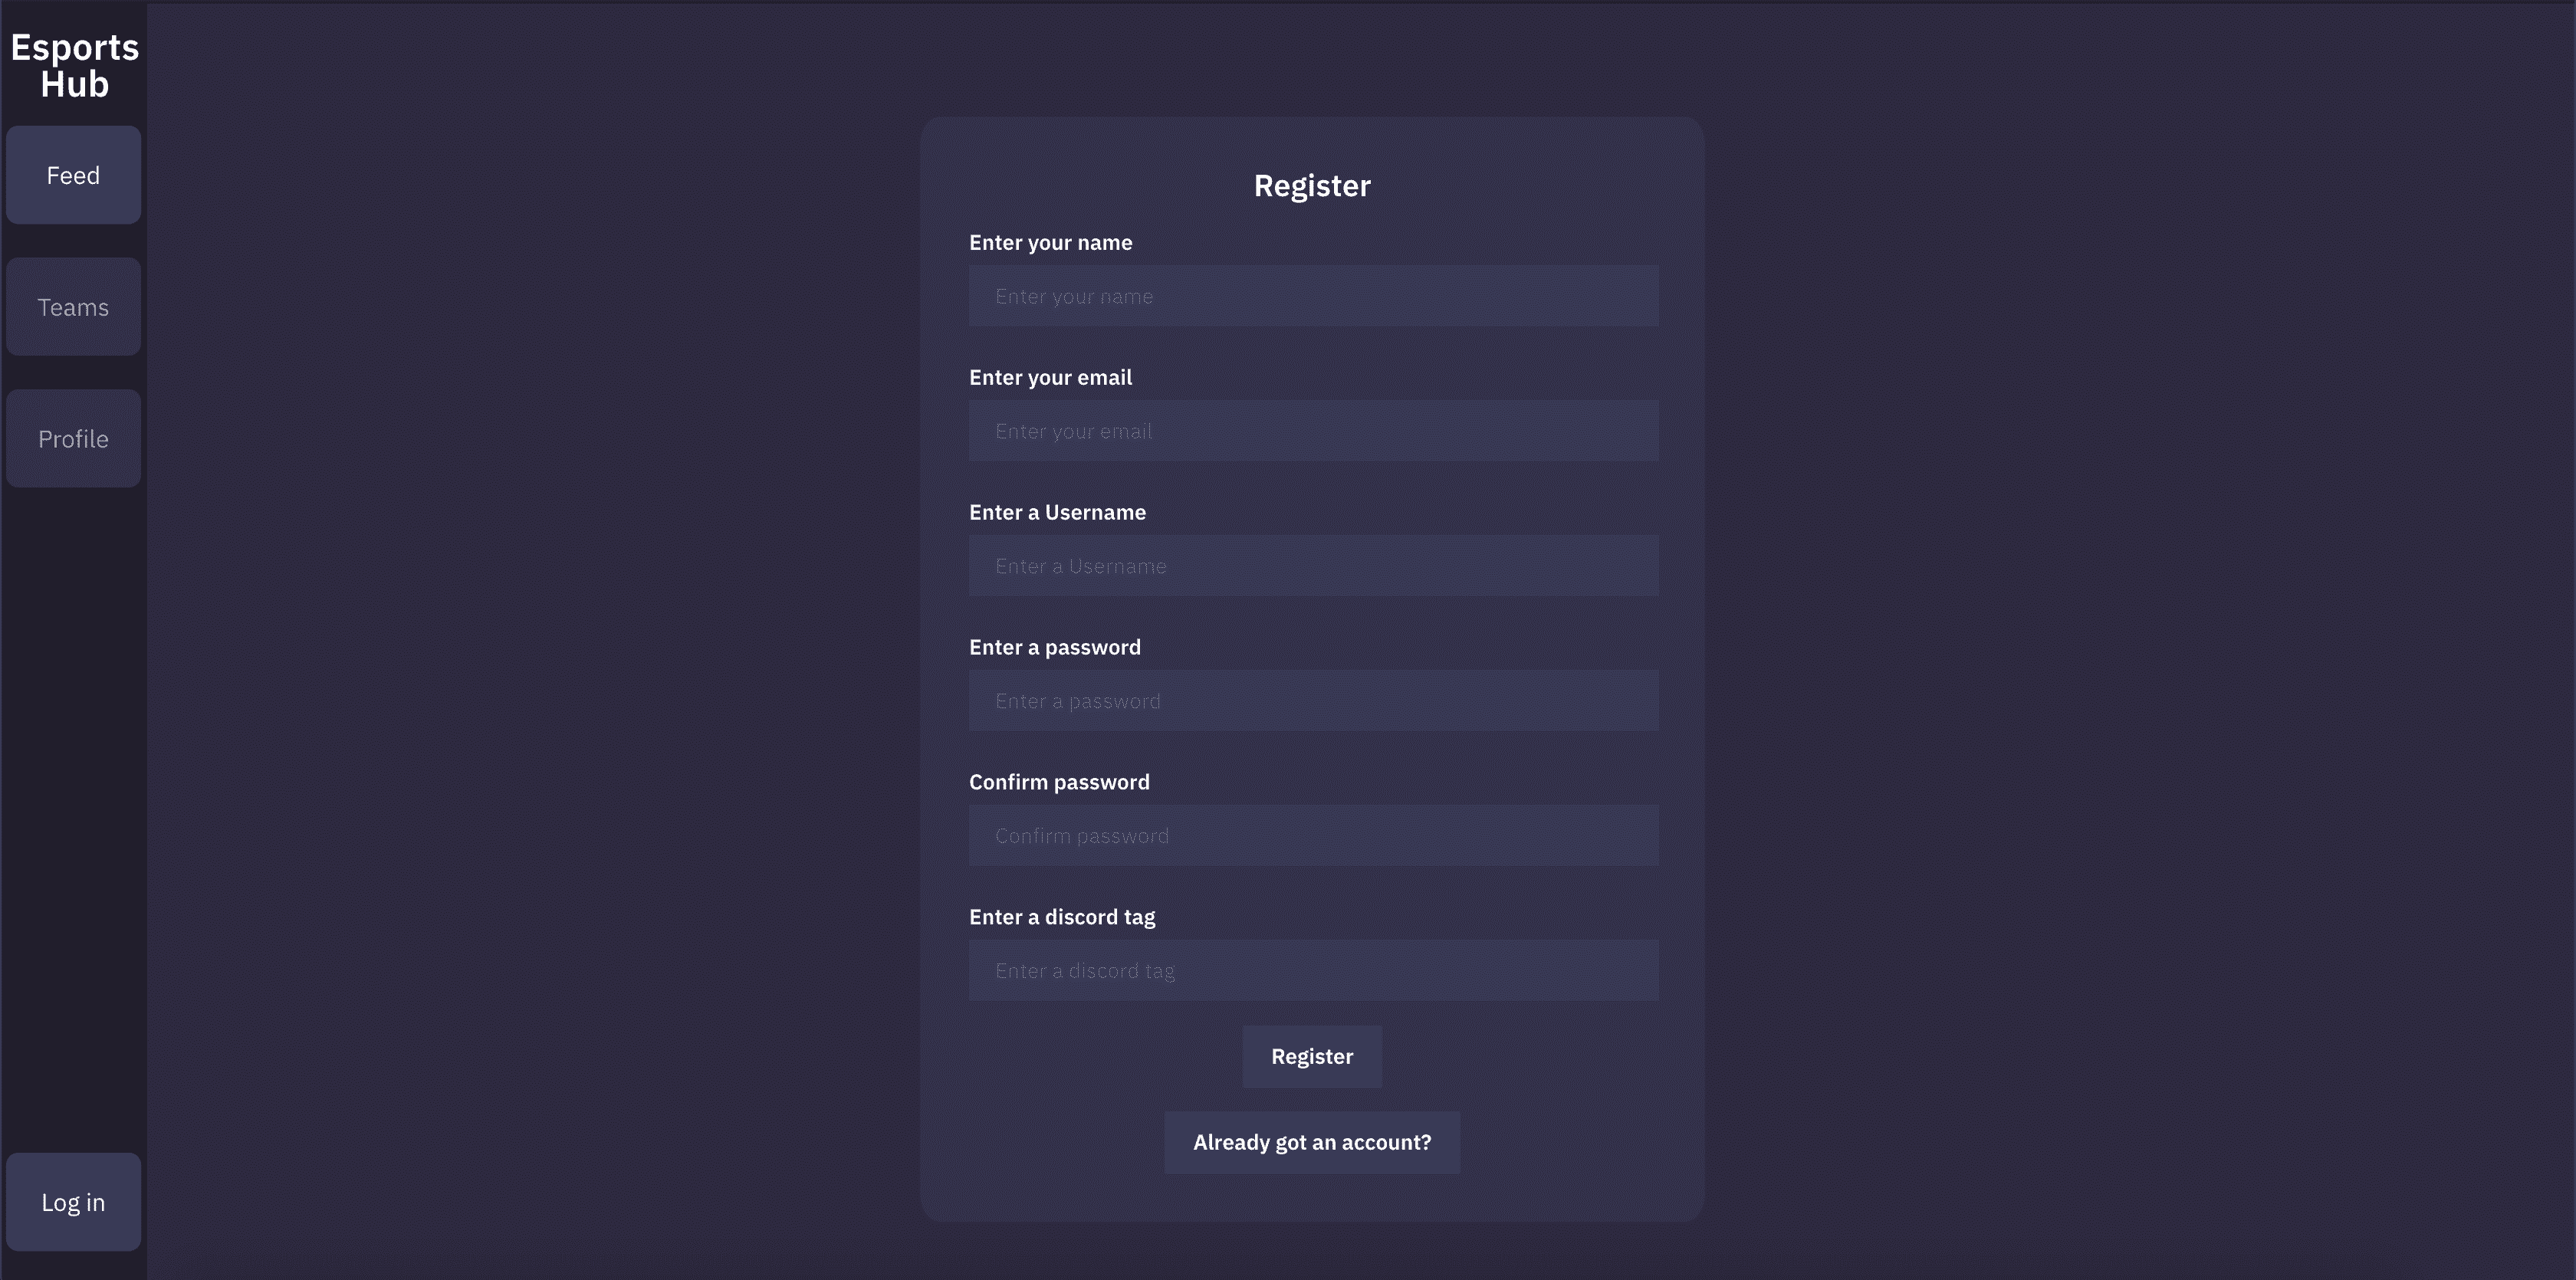 Esports
Hub
Feed
Teams
Profile
Log in
Register
Enter your name
Enter your name
Enter your email
Enter your email
Enter a Username
Enter a Username
Enter a password
Enter a password
Confirm password
Confirm password
Enter a discord tag
Enter a discord tag
Register
Already got an account?